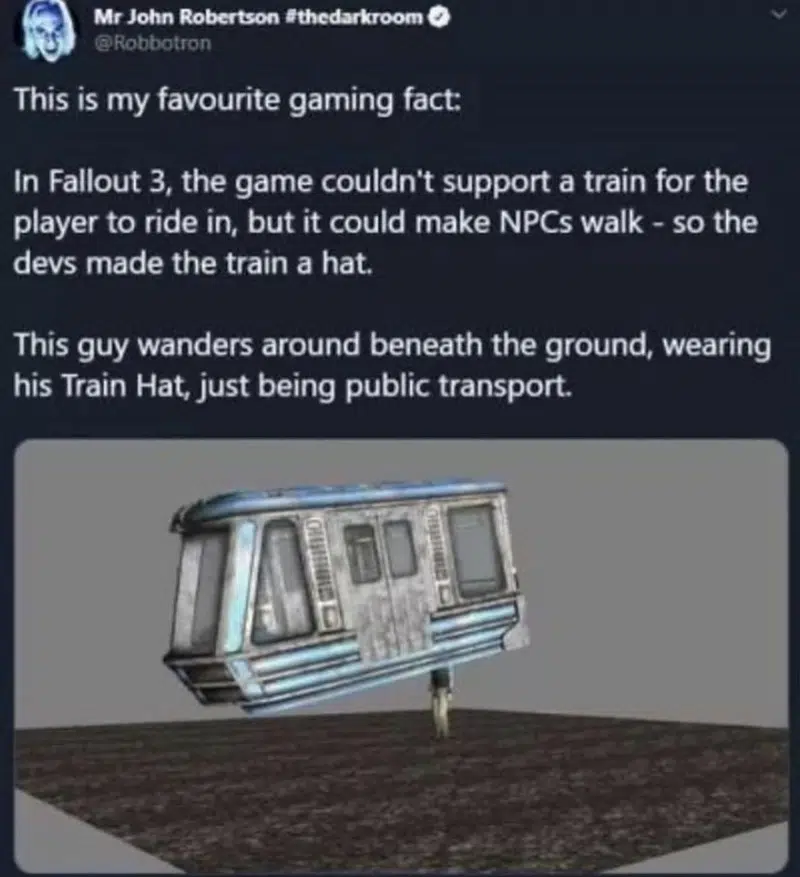 Mr John Robertson #thedarkroom
@Robbotron
This is my favourite gaming fact:
In Fallout 3, the game couldn't support a train for the
player to ride in, but it could make NPCs walk - so the
devs made the train a hat.
This guy wanders around beneath the ground, wearing
his Train Hat, just being public transport.